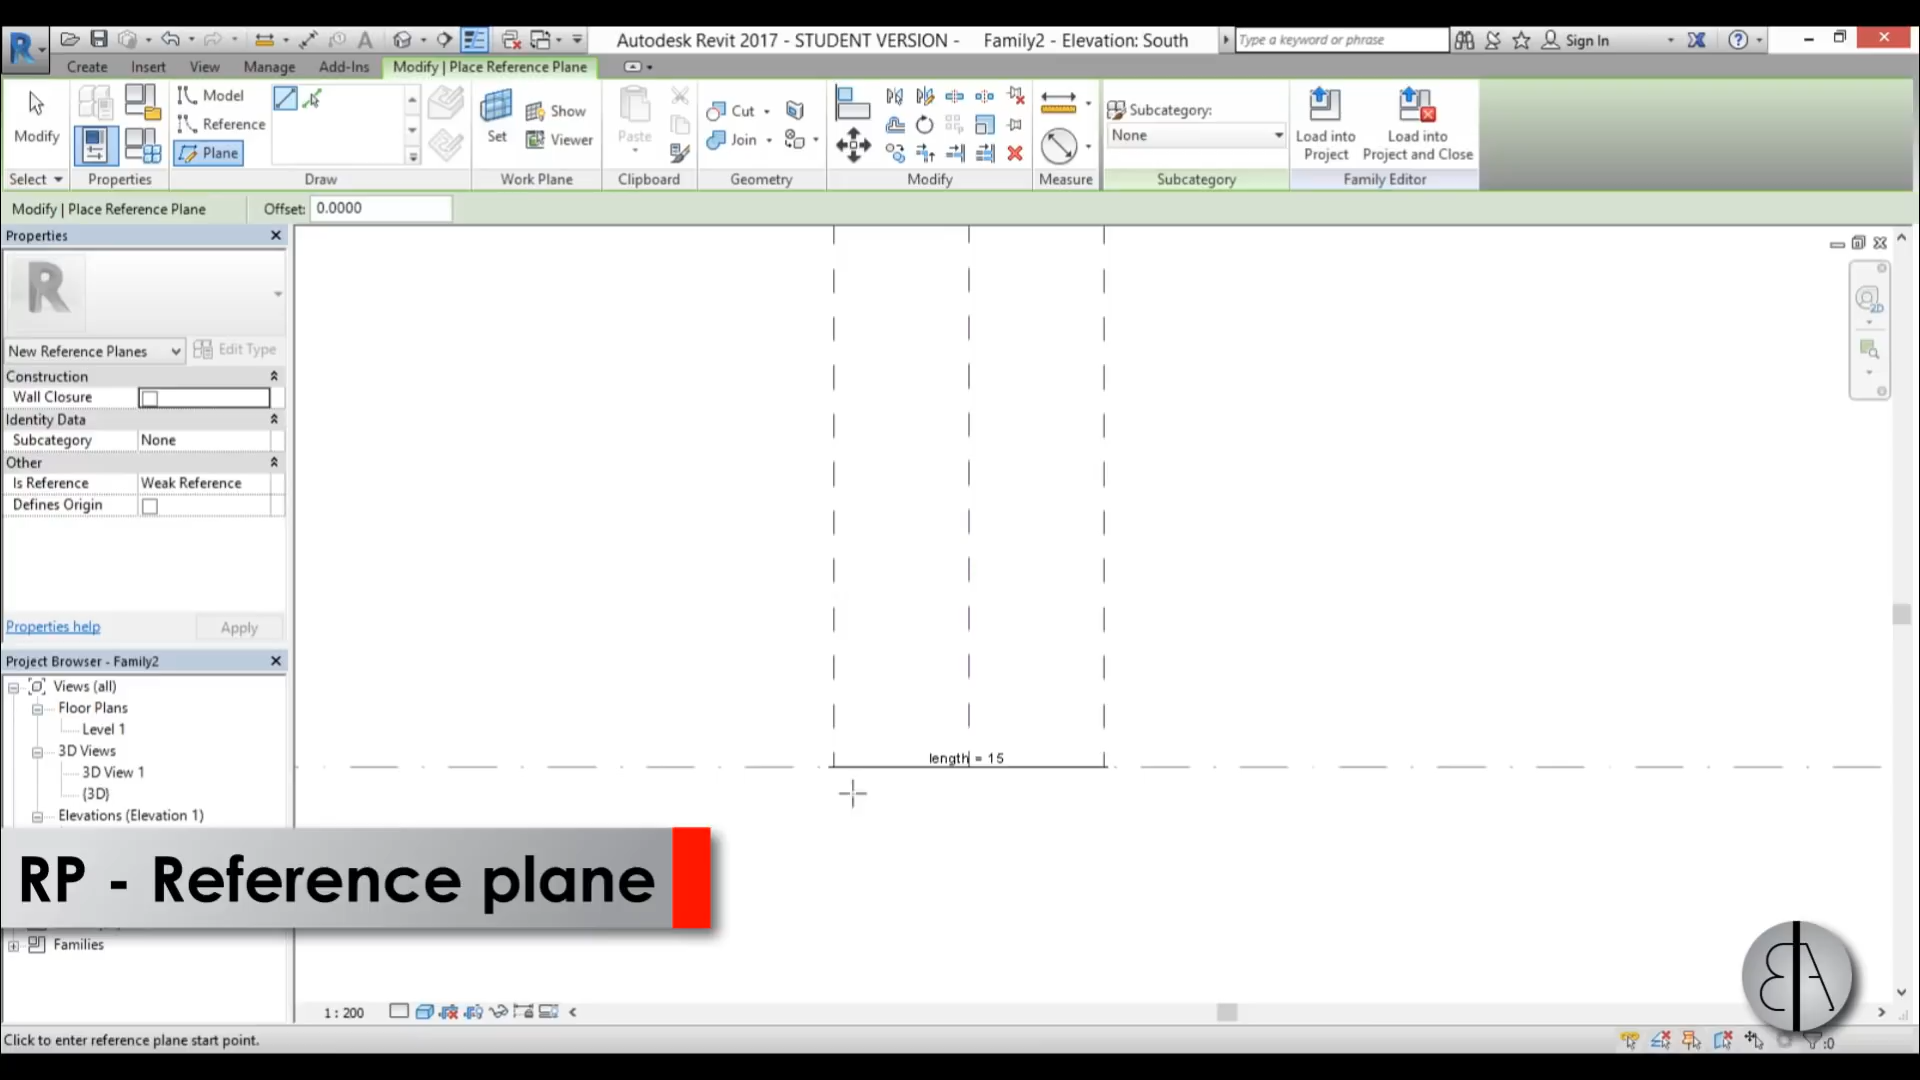 Autodesk Revit 2017 - STUDENT VERSION - Family2 - Elevation: South
Type a keyword or phrase
Sign In
Create Insert View Manage Add-Ins Modify | Place Reference Plane
Modify
Model
Reference
Plane
Set
Show
Viewer
Paste
Cut
Join
Subcategory:
None
Load into Project
Load into Project and Close
Select Properties Draw Work Plane Clipboard Geometry Modify Measure Subcategory Family Editor
Modify | Place Reference Plane Offset: 0.0000
Properties
R
New Reference Planes Edit Type
Construction
Wall Closure
Identity Data
Subcategory None
Other
Is Reference Weak Reference
Defines Origin
Properties help Apply
Project Browser - Family2
Views (all)
Floor Plans
Level 1
3D Views
3D View 1
(3D)
Elevations (Elevation 1)
Families
2D
length = 15
RP - Reference plane
BA
1 : 200
Click to enter reference plane start point.
:0